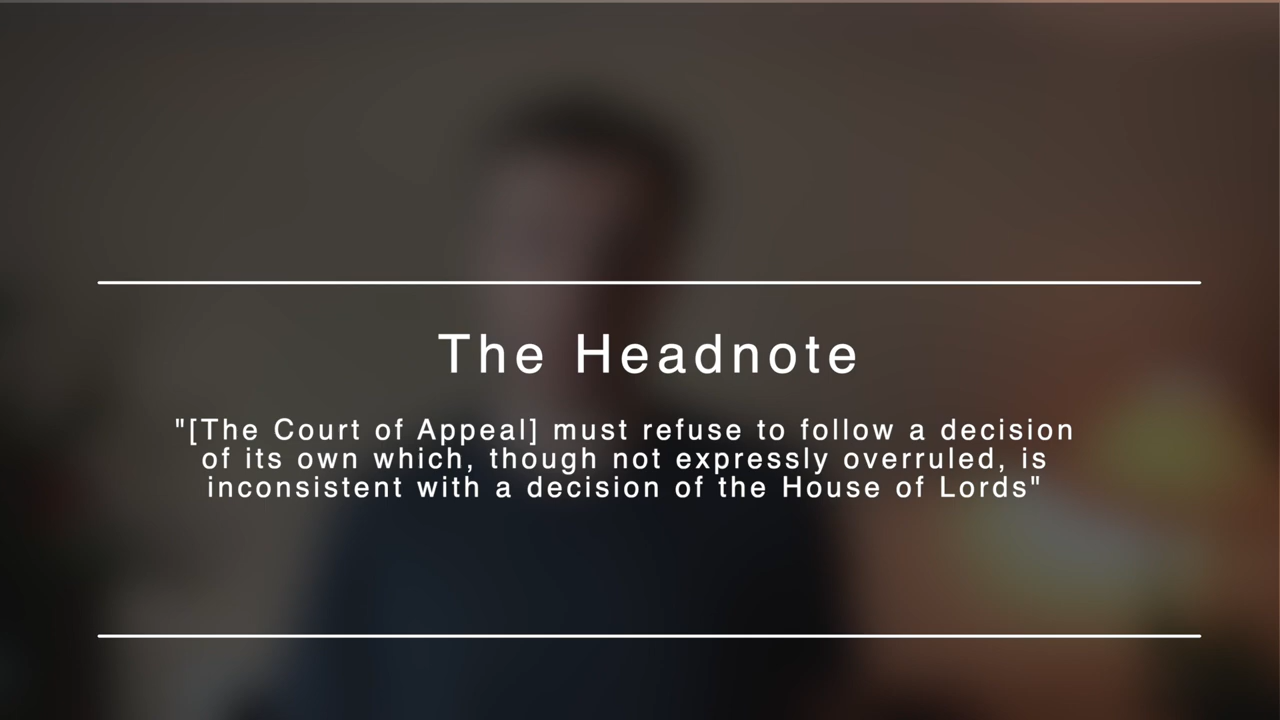 The Headnote
"[The Court of Appeal] must refuse to follow a decision
of its own which, though not expressly overruled, is
inconsistent with a decision of the House of Lords"